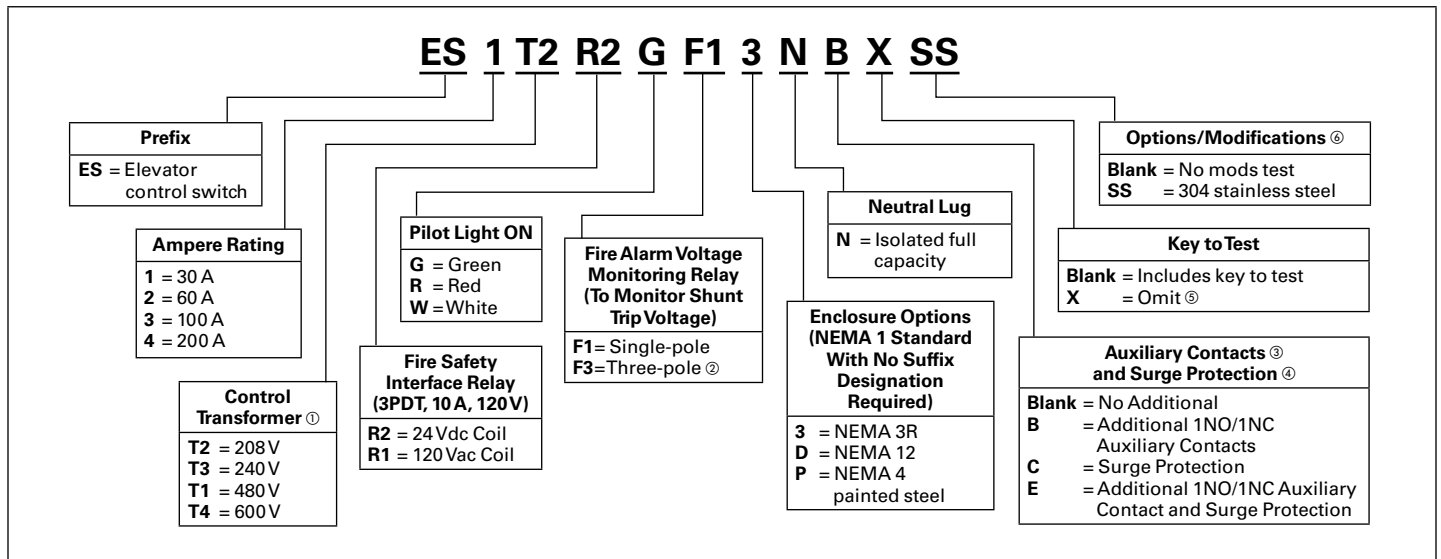 ES 1 T2 R2 G F1 3 N B X SS
Prefix
ES = Elevator
control switch
Ampere Rating
1 = 30 A
2 = 60 A
3 = 100 A
4 = 200 A
Control
Transformer ①
T2 = 208 V
T3 = 240 V
T1 = 480 V
T4 = 600 V
Fire Safety
Interface Relay
(3PDT, 10 A, 120 V)
R2 = 24 Vdc Coil
R1 = 120 Vac Coil
Pilot Light ON
G = Green
R = Red
W = White
Fire Alarm Voltage
Monitoring Relay
(To Monitor Shunt
Trip Voltage)
F1= Single-pole
F3=Three-pole ②
Enclosure Options
(NEMA 1 Standard
With No Suffix
Designation
Required)
3 = NEMA 3R
D = NEMA 12
P = NEMA 4
painted steel
Neutral Lug
N = Isolated full
capacity
Auxiliary Contacts ③
and Surge Protection ④
Blank = No Additional
B = Additional 1NO/1NC
Auxiliary Contacts
C = Surge Protection
E = Additional 1NO/1NC Auxiliary
Contact and Surge Protection
Key to Test
Blank = Includes key to test
X = Omit ⑤
Options/Modifications ⑥
Blank = No mods test
SS = 304 stainless steel